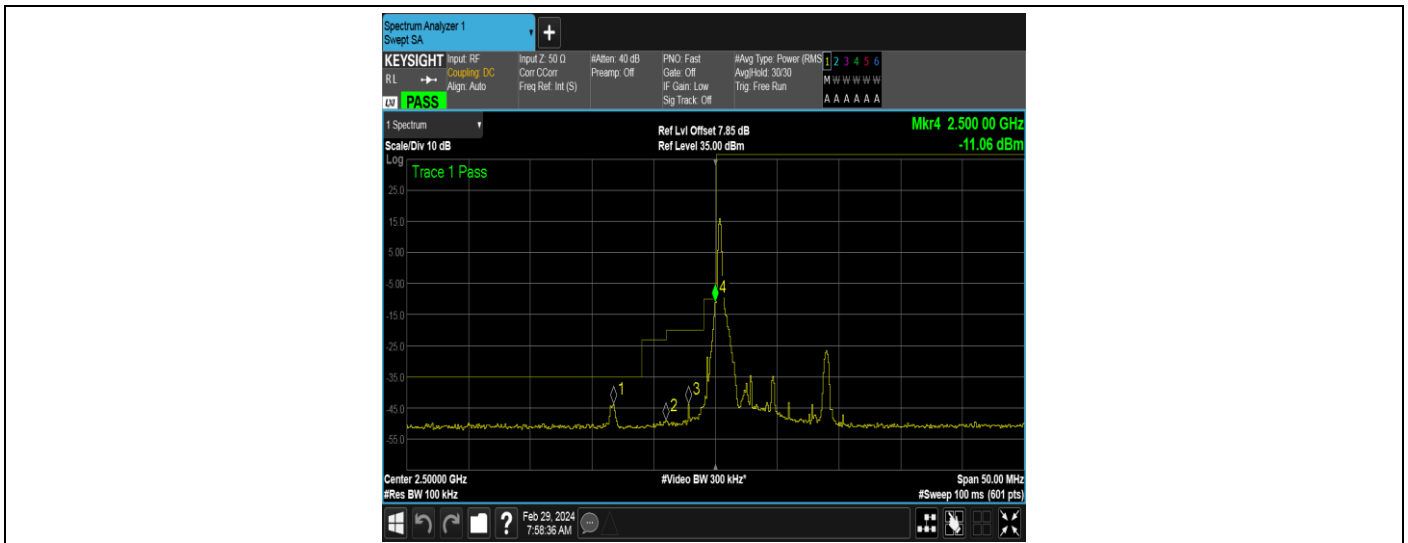 Spectrum Analyzer 1
Swept SA
+
KEYSIGHT
RL
LXI PASS
Input: RF
Coupling: DC
Align: Auto
Input Z: 50 Ω
Corr CCorr
Freq Ref: Int (S)
#Atten: 40 dB
Preamp: Off
PNO: Fast
Gate: Off
IF Gain: Low
Sig Track: Off
#Avg Type: Power (RMS
Avg|Hold: 30/30
Trig: Free Run
1 2 3 4 5 6
M W W W W W
A A A A A A
1 Spectrum
Scale/Div 10 dB
Ref Lvl Offset 7.85 dB
Ref Level 35.00 dBm
Mkr4 2.500 00 GHz
-11.06 dBm
Log
Trace 1 Pass
25.0
15.0
5.00
-5.00
-15.0
-25.0
-35.0
-45.0
-55.0
4
1
2
3
Center 2.50000 GHz
#Res BW 100 kHz
#Video BW 300 kHz*
Span 50.00 MHz
#Sweep 100 ms (601 pts)
?
Feb 29, 2024
7:58:36 AM